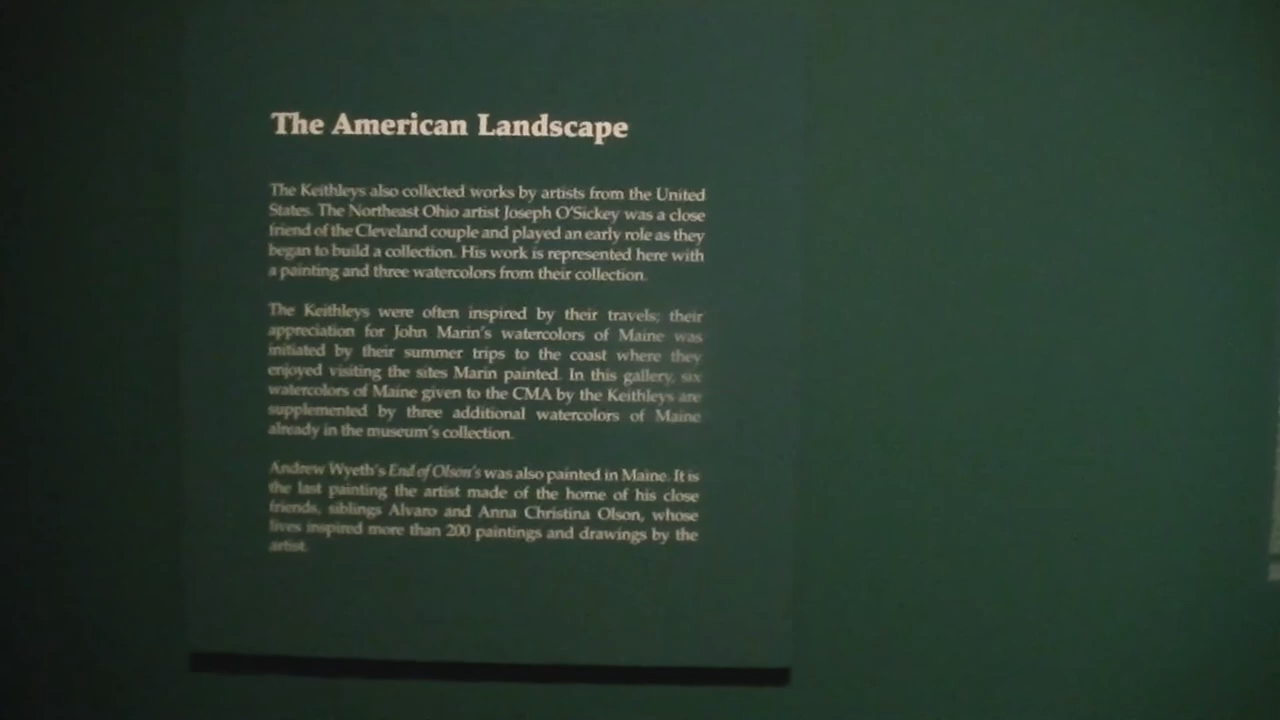 The American Landscape
The Keithleys also collected works by artists from the United
States. The Northeast Ohio artist Joseph O'Sickey was a close
friend of the Cleveland couple and played an early role as they
began to build a collection. His work is represented here with
a painting and three watercolors from their collection.
The Keithleys were often inspired by their travels; their
appreciation for John Marin's watercolors of Maine was
initiated by their summer trips to the coast where they
enjoyed visiting the sites Marin painted. In this gallery, six
watercolors of Maine given to the CMA by the Keithleys are
supplemented by three additional watercolors of Maine
already in the museum's collection.
Andrew Wyeth's End of Olson's was also painted in Maine. It is
the last painting the artist made of the home of his close
friends, siblings Alvaro and Anna Christina Olson, whose
lives inspired more than 200 paintings and drawings by the
artist.